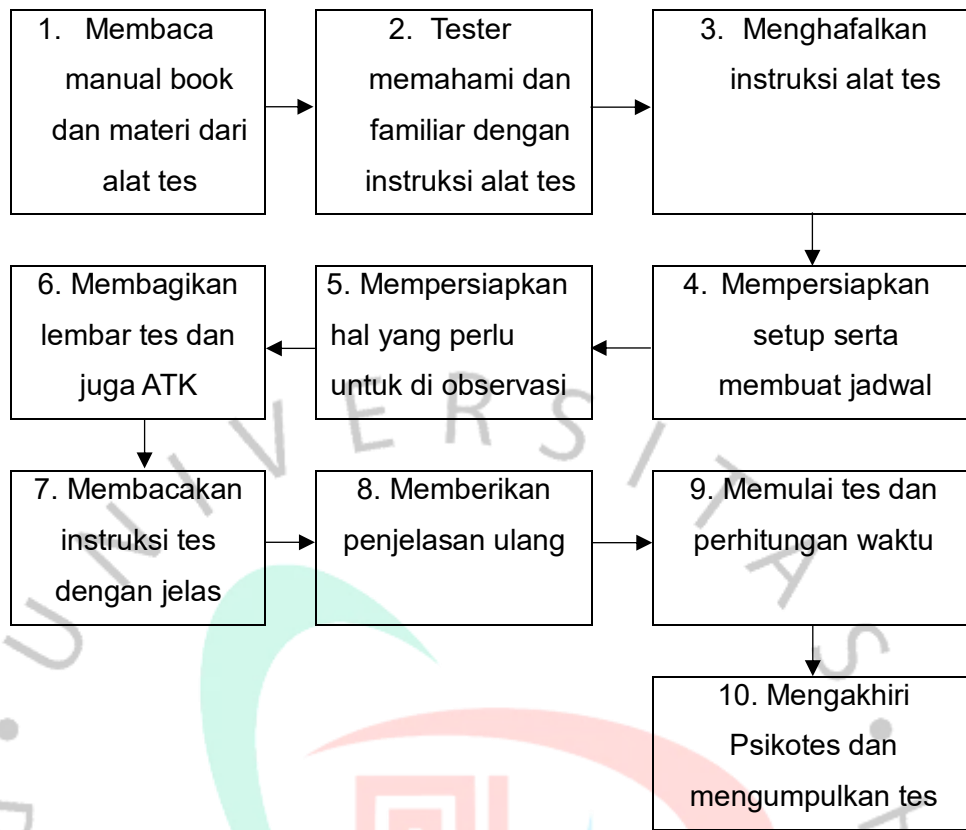 1. Membaca
manual book
dan materi dari
alat tes
2. Tester
memahami dan
familiar dengan
instruksi alat tes
3. Menghafalkan
instruksi alat tes
4. Mempersiapkan
setup serta
membuat jadwal
5. Mempersiapkan
hal yang perlu
untuk di observasi
6. Membagikan
lembar tes dan
juga ATK
7. Membacakan
instruksi tes
dengan jelas
8. Memberikan
penjelasan ulang
9. Memulai tes dan
perhitungan waktu
10. Mengakhiri
Psikotes dan
mengumpulkan tes
UNIVERSITAS